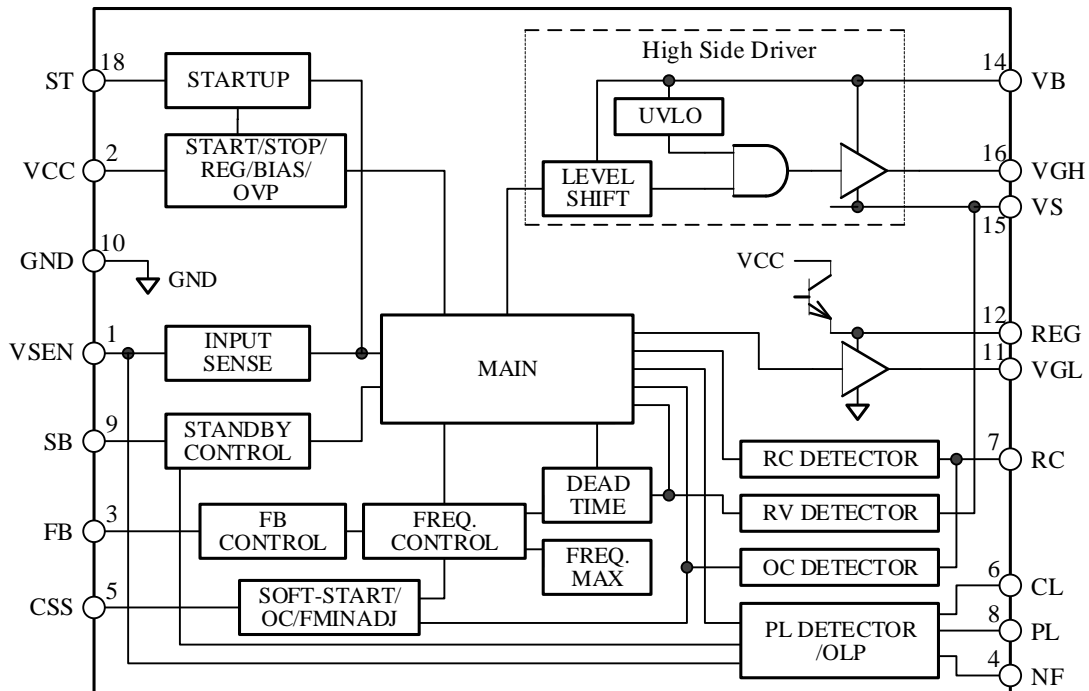 High Side Driver
18
ST
STARTUP
14
VB
UVLO
2
VCC
START/STOP/
REG/BIAS/
OVP
16
VGH
LEVEL
SHIFT
VS
15
10
GND
GND
VCC
1
VSEN
INPUT
SENSE
MAIN
12
REG
11
VGL
9
SB
STANDBY
CONTROL
7
RC DETECTOR
RC
DEAD
TIME
3
FB
FB
CONTROL
FREQ.
CONTROL
RV DETECTOR
FREQ.
MAX
OC DETECTOR
5
CSS
SOFT-START/
OC/FMINADJ
6
CL
PL DETECTOR
/OLP
8
PL
4
NF